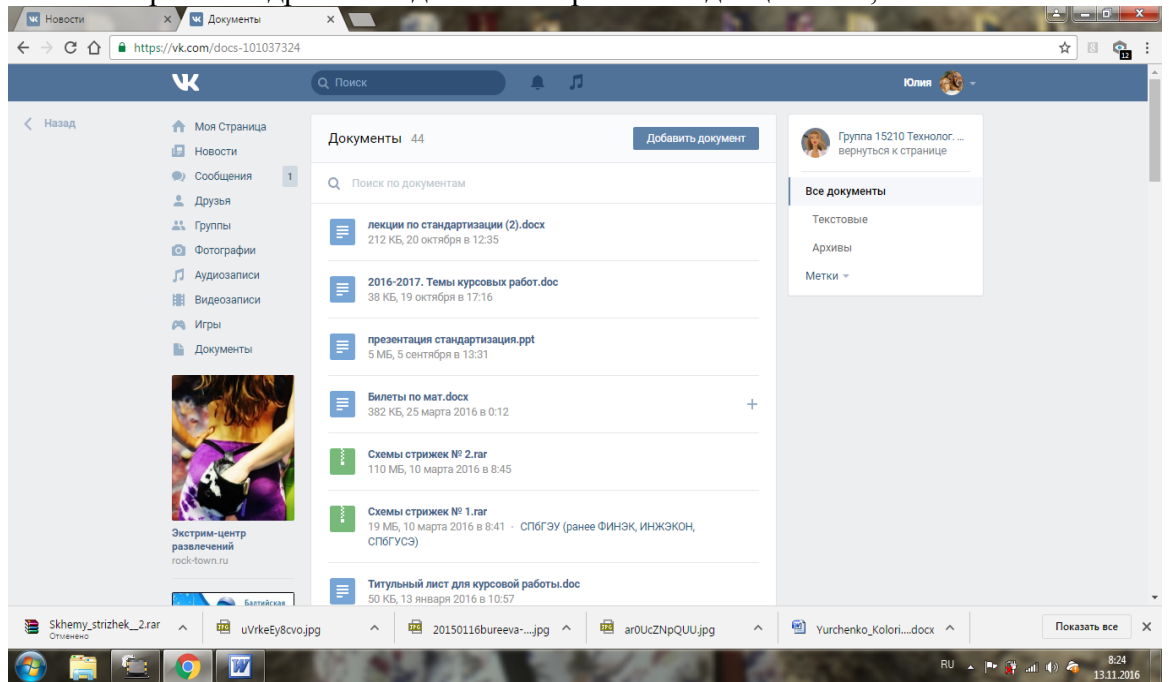 Новости
Документы
https://vk.com/docs-101037324
12
Поиск
Юлия
Назад
Моя Страница
Новости
Сообщения 1
Друзья
Группы
Фотографии
Аудиозаписи
Видеозаписи
Игры
Документы
Экстрим-центр
развлечений
rock-town.ru
Балтийская
Документы 44
Добавить документ
Поиск по документам
лекции по стандартизации (2).docx
212 КБ, 20 октября в 12:35
2016-2017. Темы курсовых работ.doc
38 КБ, 19 октября в 17:16
презентация стандартизация.ppt
5 МБ, 5 сентября в 13:31
Билеты по мат.docx
382 КБ, 25 марта 2016 в 0:12
Схемы стрижек № 2.rar
110 МБ, 10 марта 2016 в 8:45
Схемы стрижек № 1.rar
19 МБ, 10 марта 2016 в 8:41 · СПбГЭУ (ранее ФИНЭК, ИНЖЭКОН,
СПбГУСЭ)
Титульный лист для курсовой работы.doc
50 КБ, 13 января 2016 в 10:57
Группа 15210 Технолог. ...
вернуться к странице
Все документы
Текстовые
Архивы
Метки
Skhemy_strizhek__2.rar
Отменено
uVrkeEy8cvo.jpg
20150116bureeva-....jpg
ar0UcZNpQUU.jpg
Yurchenko_Kolori....docx
Показать все
RU
8:24
13.11.2016